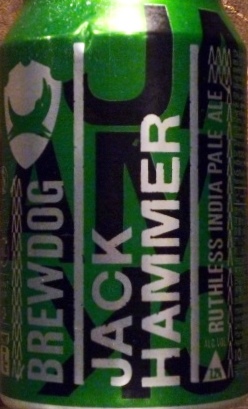 BREWDOG
JACK
HAMMER
RUTHLESS INDIA PALE ALE